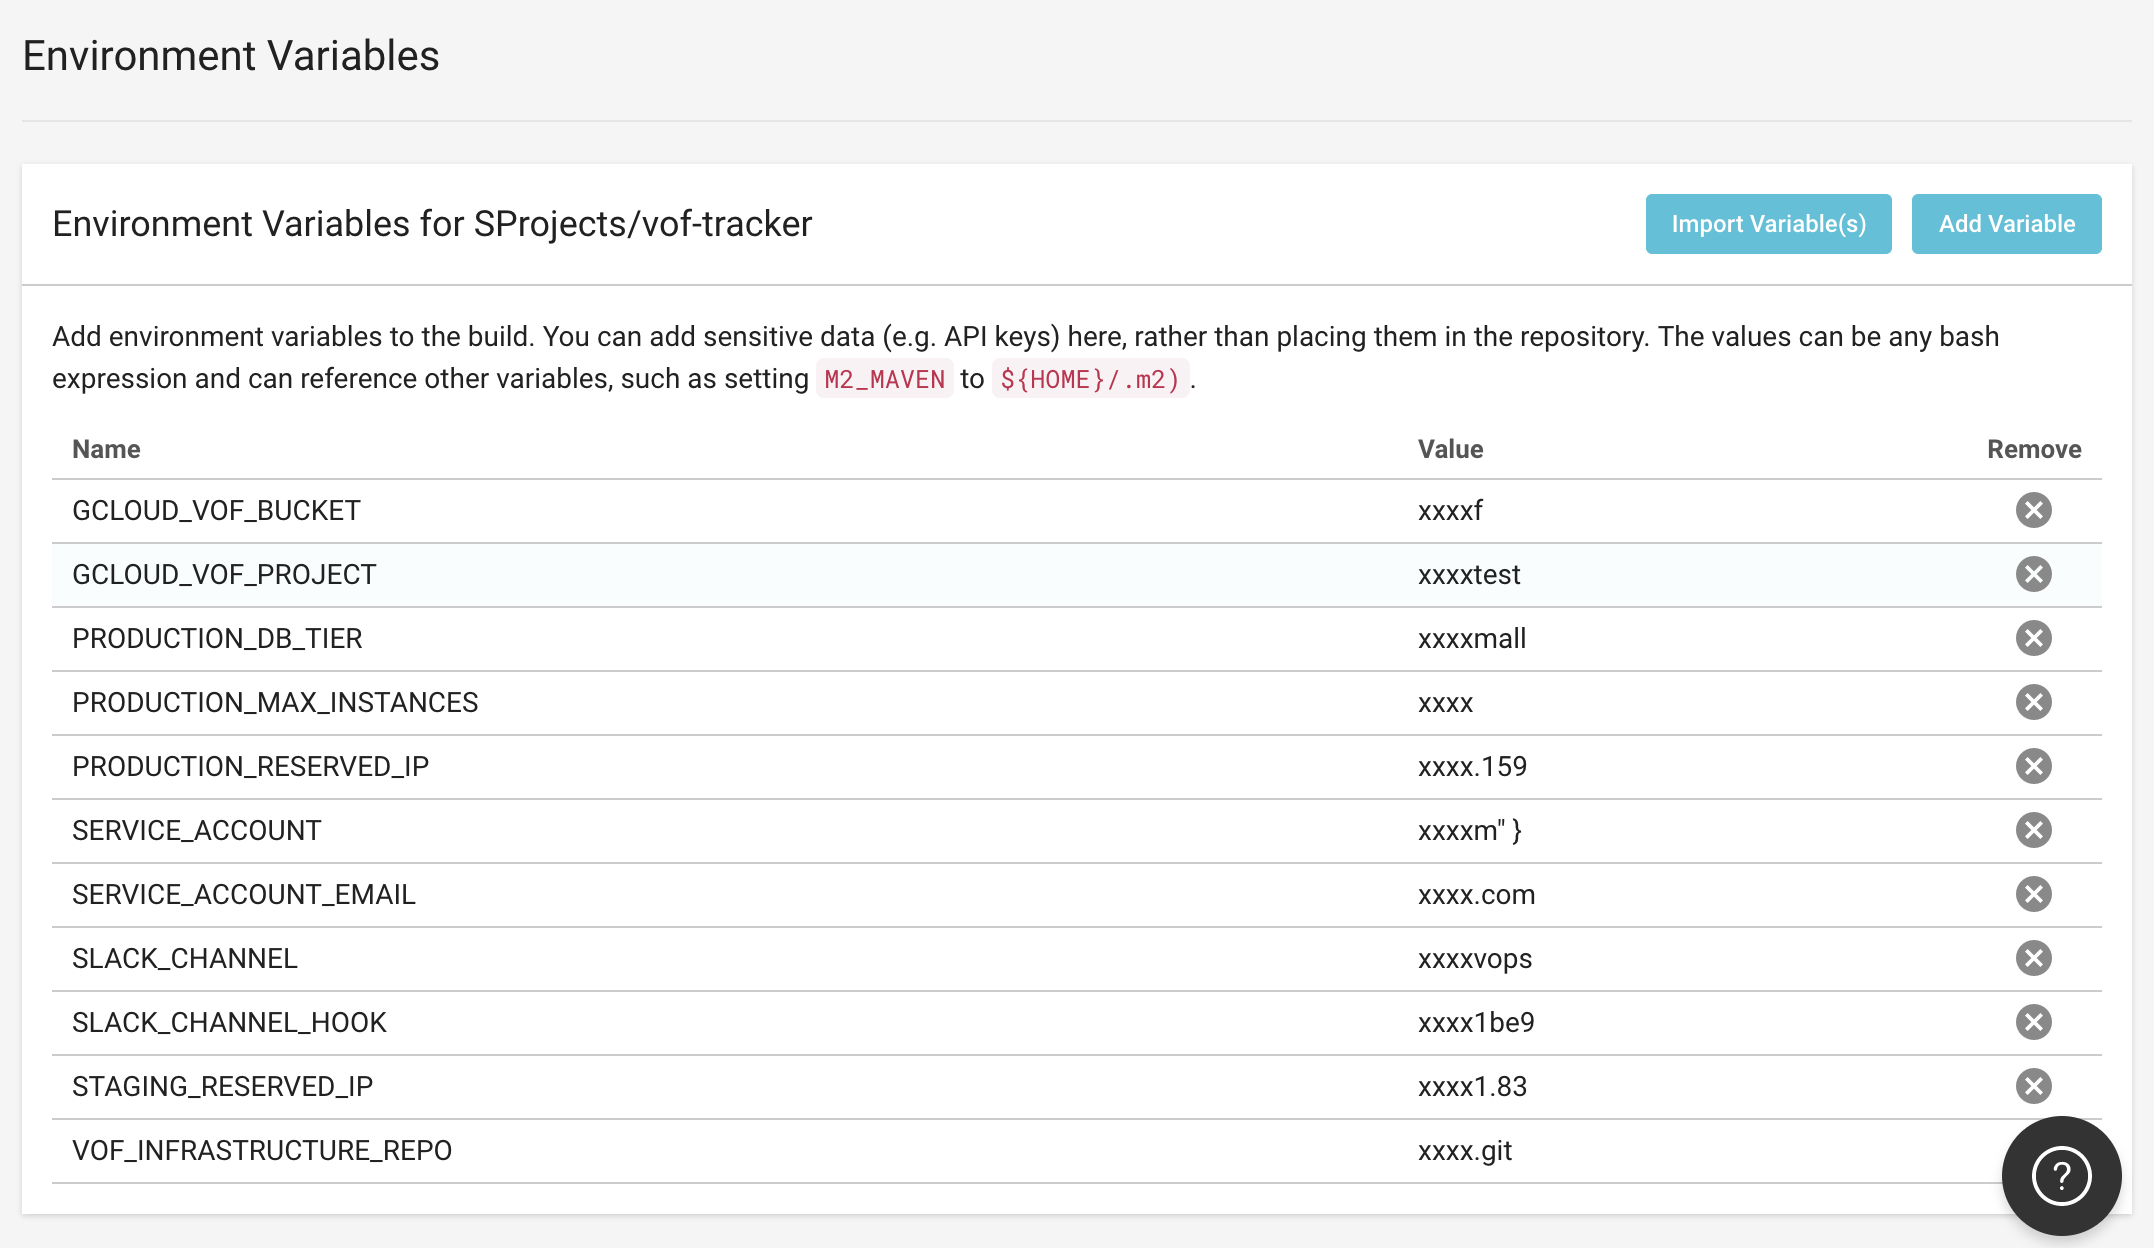 Environment Variables
Environment Variables for SProjects/vof-tracker
Import Variable(s)
Add Variable
Add environment variables to the build. You can add sensitive data (e.g. API keys) here, rather than placing them in the repository. The values can be any bash
expression and can reference other variables, such as setting M2_MAVEN to ${HOME}/.m2) .
Name Value Remove
GCLOUD_VOF_BUCKET xxxxf
GCLOUD_VOF_PROJECT xxxxtest
PRODUCTION_DB_TIER xxxxmall
PRODUCTION_MAX_INSTANCES xxxx
PRODUCTION_RESERVED_IP xxxx.159
SERVICE_ACCOUNT xxxxm" }
SERVICE_ACCOUNT_EMAIL xxxx.com
SLACK_CHANNEL xxxxvops
SLACK_CHANNEL_HOOK xxxx1be9
STAGING_RESERVED_IP xxxx1.83
VOF_INFRASTRUCTURE_REPO xxxx.git
?